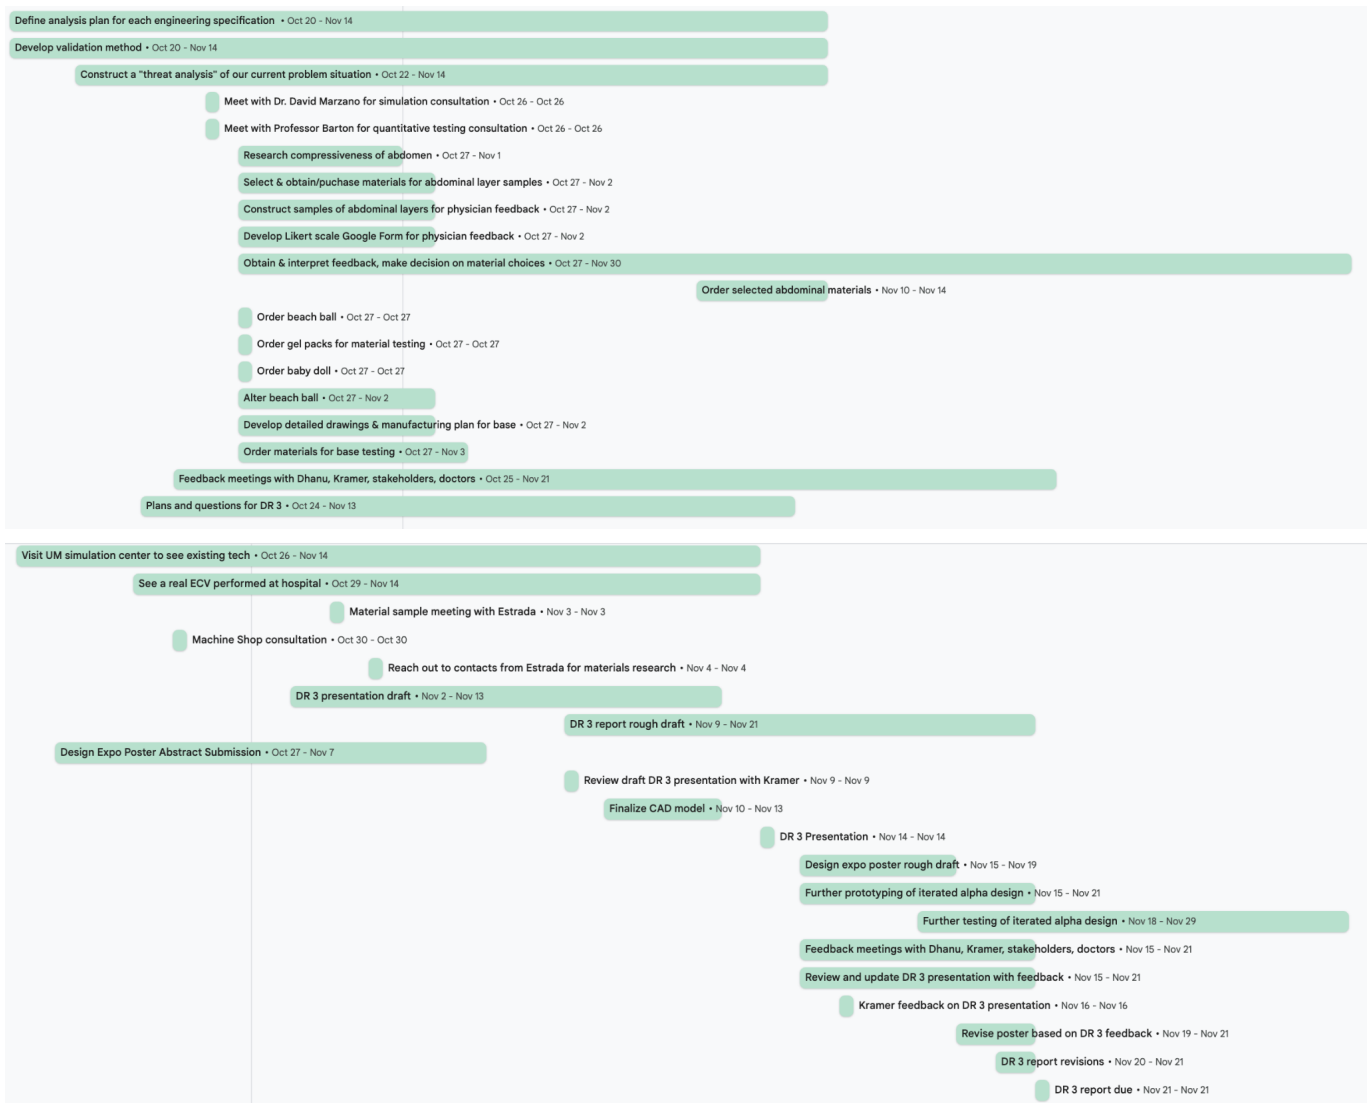 Define analysis plan for each engineering specification • Oct 20 - Nov 14
Develop validation method • Oct 20 - Nov 14
Construct a "threat analysis" of our current problem situation • Oct 22 - Nov 14
Meet with Dr. David Marzano for simulation consultation • Oct 26 - Oct 26
Meet with Professor Barton for quantitative testing consultation • Oct 26 - Oct 26
Research compressiveness of abdomen • Oct 27 - Nov 1
Select & obtain/puchase materials for abdominal layer samples • Oct 27 - Nov 2
Construct samples of abdominal layers for physician feedback • Oct 27 - Nov 2
Develop Likert scale Google Form for physician feedback • Oct 27 - Nov 2
Obtain & interpret feedback, make decision on material choices • Oct 27 - Nov 30
Order selected abdominal materials • Nov 10 - Nov 14
Order beach ball • Oct 27 - Oct 27
Order gel packs for material testing • Oct 27 - Oct 27
Order baby doll • Oct 27 - Oct 27
Alter beach ball • Oct 27 - Nov 2
Develop detailed drawings & manufacturing plan for base • Oct 27 - Nov 2
Order materials for base testing • Oct 27 - Nov 3
Feedback meetings with Dhanu, Kramer, stakeholders, doctors • Oct 25 - Nov 21
Plans and questions for DR 3 • Oct 24 - Nov 13
Visit UM simulation center to see existing tech • Oct 26 - Nov 14
See a real ECV performed at hospital • Oct 29 - Nov 14
Material sample meeting with Estrada • Nov 3 - Nov 3
Machine Shop consultation • Oct 30 - Oct 30
Reach out to contacts from Estrada for materials research • Nov 4 - Nov 4
DR 3 presentation draft • Nov 2 - Nov 13
DR 3 report rough draft • Nov 9 - Nov 21
Design Expo Poster Abstract Submission • Oct 27 - Nov 7
Review draft DR 3 presentation with Kramer • Nov 9 - Nov 9
Finalize CAD model • Nov 10 - Nov 13
DR 3 Presentation • Nov 14 - Nov 14
Design expo poster rough draft • Nov 15 - Nov 19
Further prototyping of iterated alpha design • Nov 15 - Nov 21
Further testing of iterated alpha design • Nov 18 - Nov 29
Feedback meetings with Dhanu, Kramer, stakeholders, doctors • Nov 15 - Nov 21
Review and update DR 3 presentation with feedback • Nov 15 - Nov 21
Kramer feedback on DR 3 presentation • Nov 16 - Nov 16
Revise poster based on DR 3 feedback • Nov 19 - Nov 21
DR 3 report revisions • Nov 20 - Nov 21
DR 3 report due • Nov 21 - Nov 21